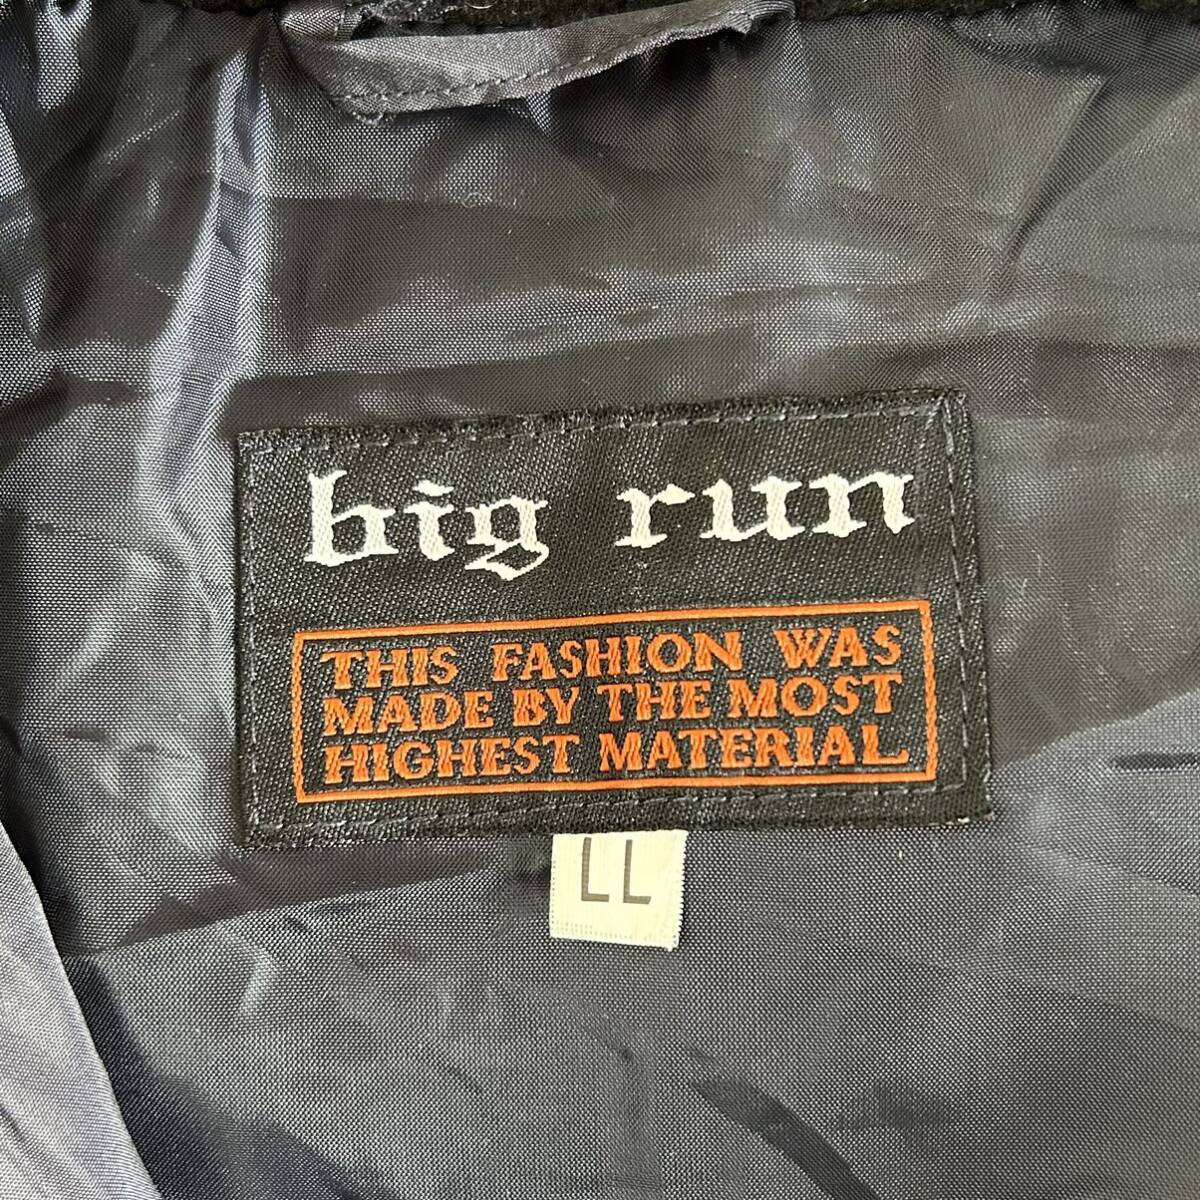 big run
THIS FASHION WAS
MADE BY THE MOST
HIGHEST MATERIAL
LL